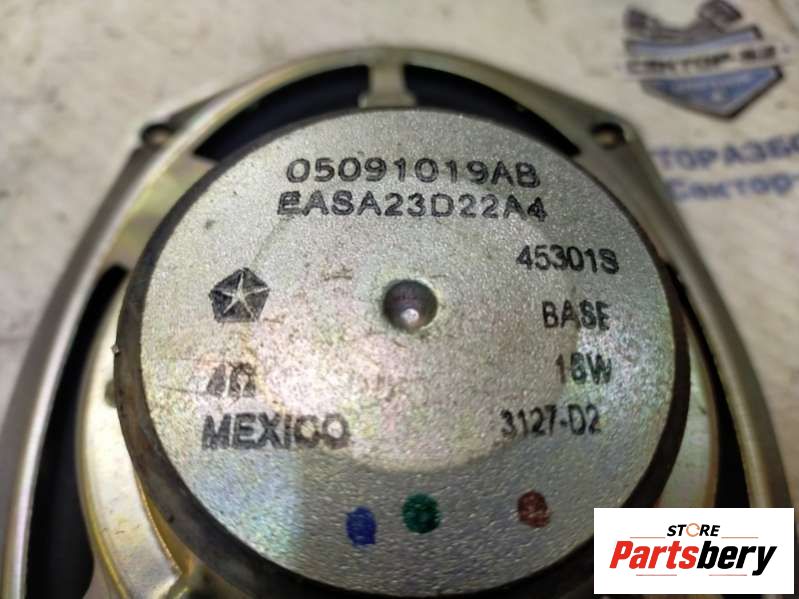 05091019AB
EASA23D22A4
45301S
BASE
4Ω
18W
MEXICO
3127-D2
STORE
Partsbery